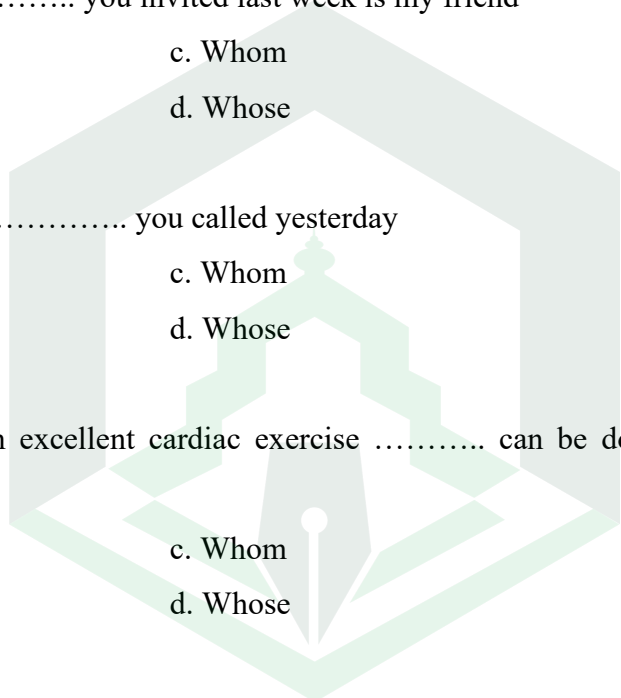 ……….. you invited last week is my friend
c. Whom
d. Whose
………….. you called yesterday
c. Whom
d. Whose
excellent cardiac exercise ……….. can be
c. Whom
d. Whose